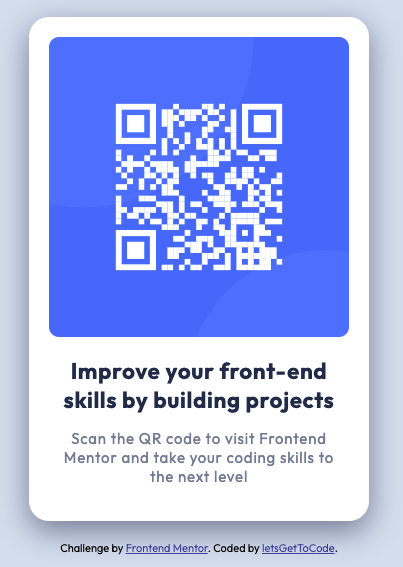 Improve your front-end
skills by building projects
Scan the QR code to visit Frontend
Mentor and take your coding skills to
the next level
Challenge by Frontend Mentor. Coded by letsGetToCode.